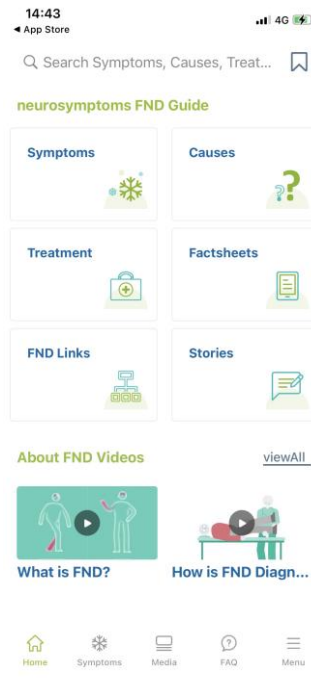 14:43
4G
◀ App Store
Search Symptoms, Causes, Treat...
neurosymptoms FND Guide
Symptoms
Causes
Treatment
Factsheets
FND Links
Stories
About FND Videos
viewAll
What is FND?
How is FND Diagn...
Home
Symptoms
Media
FAQ
Menu